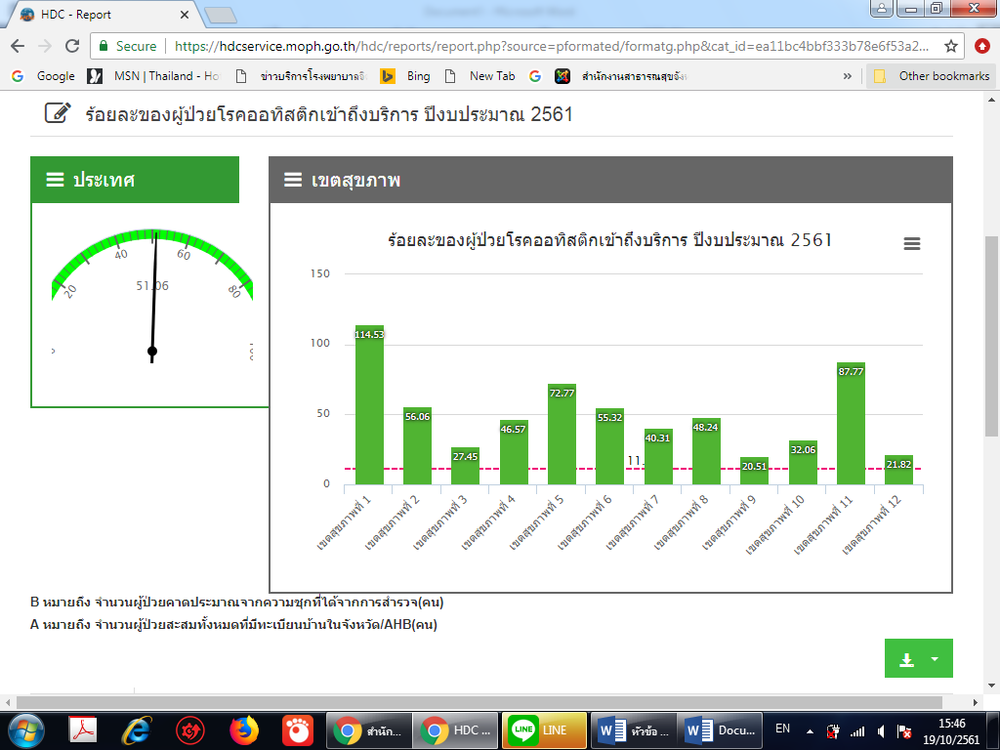 HDC - Report
Secure
https://hdcservice.moph.go.th/hdc/reports/report.php?source=pformated/formatg.php&cat_id=ea11bc4bbf333b78e6f53a2...
Google MSN | Thailand - Ho ข่าวบริการโรงพยาบาล Bing New Tab สำนักงานสาธารณสุขจัง » Other bookmarks
ร้อยละของผู้ป่วยโรคออทิสติกเข้าถึงบริการ ปีงบประมาณ 2561
ประเทศ
20 40 60 80
51.06
เขตสุขภาพ
ร้อยละของผู้ป่วยโรคออทิสติกเข้าถึงบริการ ปีงบประมาณ 2561
150
100
50
0
114.53 56.06 27.45 46.57 72.77 55.32 40.31 48.24 20.51 32.06 87.77 21.82
11.
เขตสุขภาพที่ 1
เขตสุขภาพที่ 2
เขตสุขภาพที่ 3
เขตสุขภาพที่ 4
เขตสุขภาพที่ 5
เขตสุขภาพที่ 6
เขตสุขภาพที่ 7
เขตสุขภาพที่ 8
เขตสุขภาพที่ 9
เขตสุขภาพที่ 10
เขตสุขภาพที่ 11
เขตสุขภาพที่ 12
B หมายถึง จำนวนผู้ป่วยคาดประมาณจากความชุกที่ได้จากการสำรวจ(คน)
A หมายถึง จำนวนผู้ป่วยสะสมทั้งหมดที่มีทะเบียนบ้านในจังหวัด/AHB(คน)
สำนัก... HDC ... LINE LINE หัวข้อ ... Docu... EN 15:46
19/10/2561